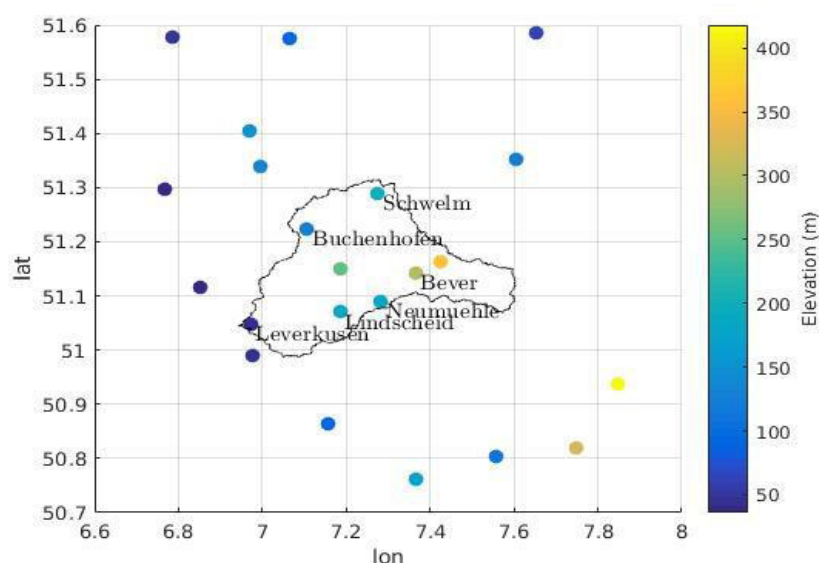 51.6
51.5
51.4
51.3
51.2
51.1
51
50.9
50.8
50.7
lat
6.6
6.8
7
7.2
7.4
7.6
7.8
8
lon
Schwelm
Buchenhofen
Bever
Neumuehle
Lindscheid
Leverkusen
400
350
300
250
200
150
100
50
Elevation (m)